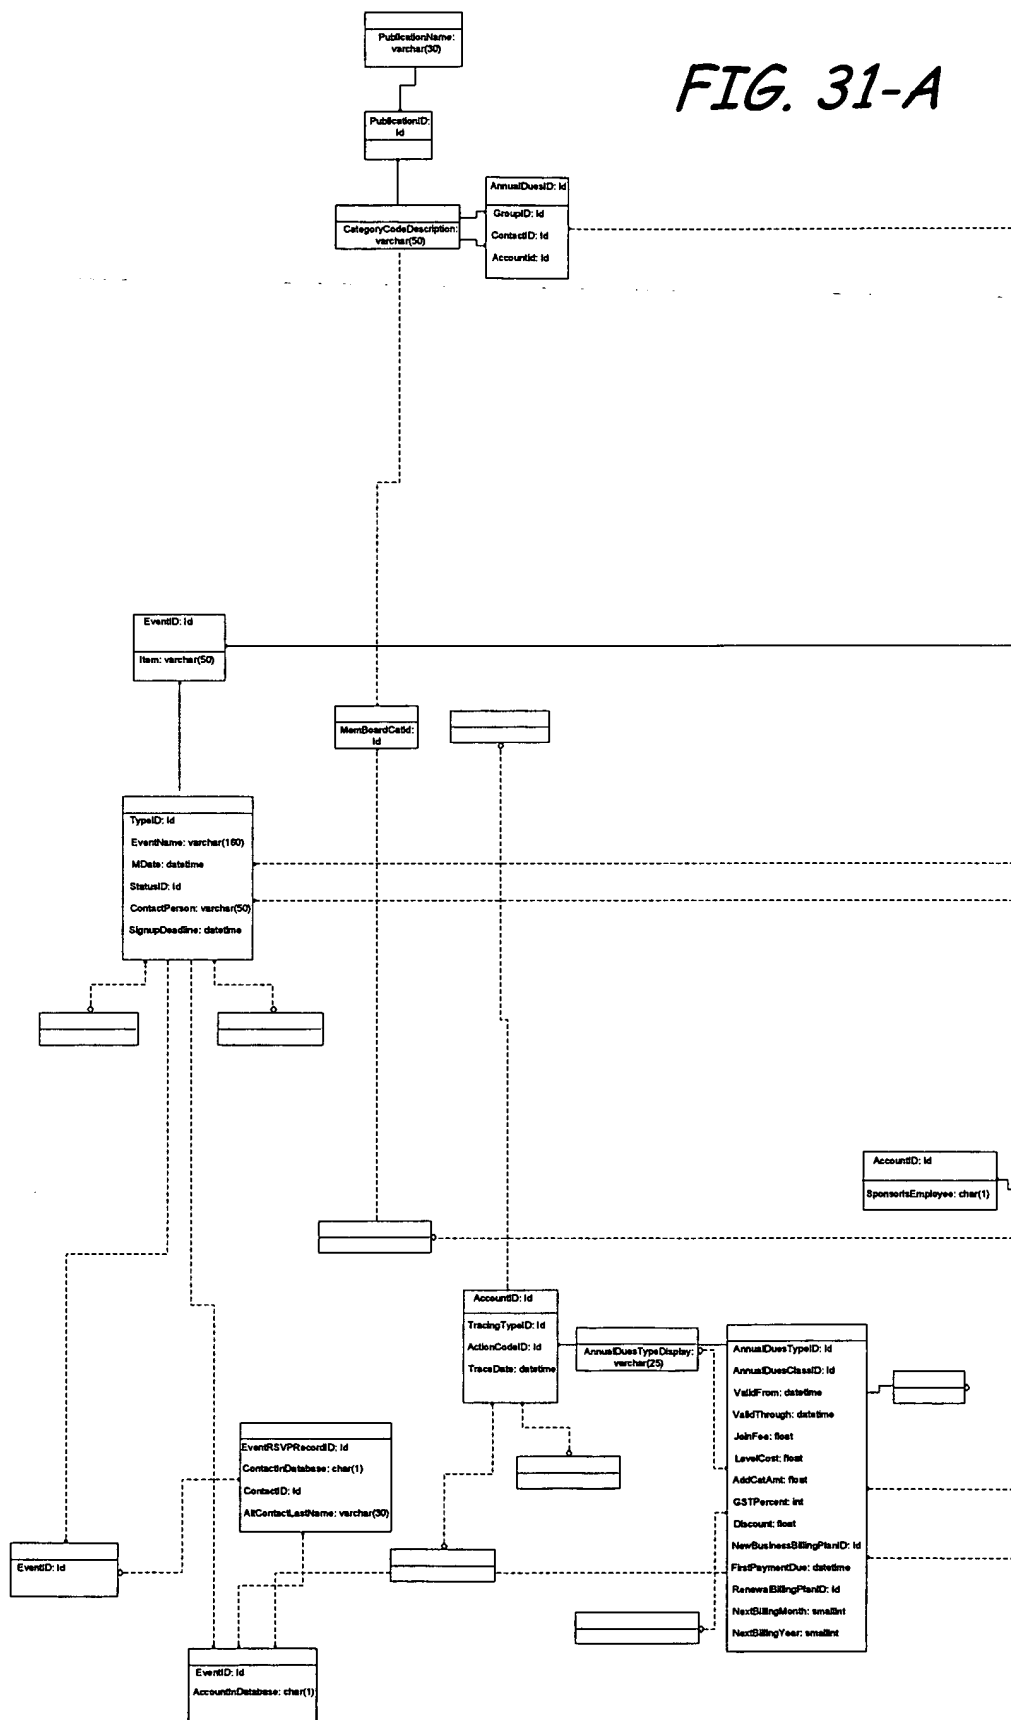 PublicationName:
varchar(30)
FIG. 31-A
PublicationID:
Id
AnnualDuesID: Id
GroupID: Id
ContactID: Id
AccountId: Id
CategoryCodeDescription:
varchar(50)
EventID: Id
Item: varchar(50)
MemBoardCatId:
Id
TypeID: Id
EventName: varchar(160)
MDate: datetime
StatusID: Id
ContactPerson: varchar(50)
SignupDeadline: datetime
AccountID: Id
SponsorIsEmployee: char(1)
AccountID: Id
TracingTypeID: Id
ActionCodeID: Id
TraceDate: datetime
AnnualDuesTypeDisplay:
varchar(25)
AnnualDuesTypeID: Id
AnnualDuesClassID: Id
ValidFrom: datetime
ValidThrough: datetime
JoinFee: float
LevelCost: float
AddCatAmt: float
GSTPercent: int
Discount: float
NewBusinessBillingPlanID: Id
FirstPaymentDue: datetime
RenewalBillingPlanID: Id
NextBillingMonth: smallint
NextBillingYear: smallint
EventRSVPRecordID: Id
ContactInDatabase: char(1)
ContactID: Id
AltContactLastName: varchar(30)
EventID: Id
EventID: Id
AccountInDatabase: char(1)